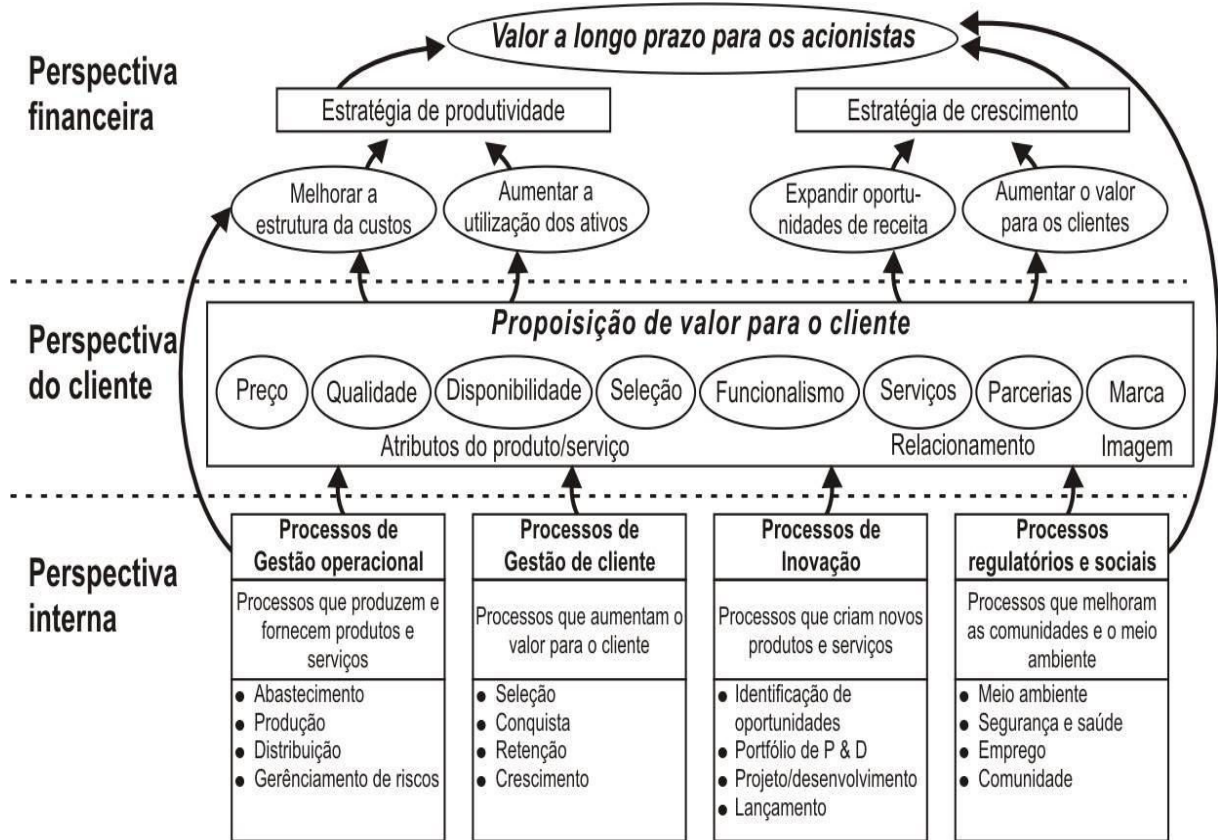 Valor a longo prazo para os acionistas
Perspectiva
financeira
Estratégia de produtividade
Estratégia de crescimento
Melhorar a
estrutura da custos
Aumentar a
utilização dos ativos
Expandir oportu-
nidades de receita
Aumentar o valor
para os clientes
Perspectiva
do cliente
Propoisição de valor para o cliente
Preço
Qualidade
Disponibilidade
Seleção
Funcionalismo
Serviços
Parcerias
Marca
Atributos do produto/serviço
Relacionamento
Imagem
Perspectiva
interna
Processos de
Gestão operacional
Processos que produzem e
fornecem produtos e
serviços
● Abastecimento
● Produção
● Distribuição
● Gerênciamento de riscos
Processos de
Gestão de cliente
Processos que aumentam o
valor para o cliente
● Seleção
● Conquista
● Retenção
● Crescimento
Processos de
Inovação
Processos que criam novos
produtos e serviços
● Identificação de
oportunidades
● Portfólio de P & D
● Projeto/desenvolvimento
● Lançamento
Processos
regulatórios e sociais
Processos que melhoram
as comunidades e o meio
ambiente
● Meio ambiente
● Segurança e saúde
● Emprego
● Comunidade